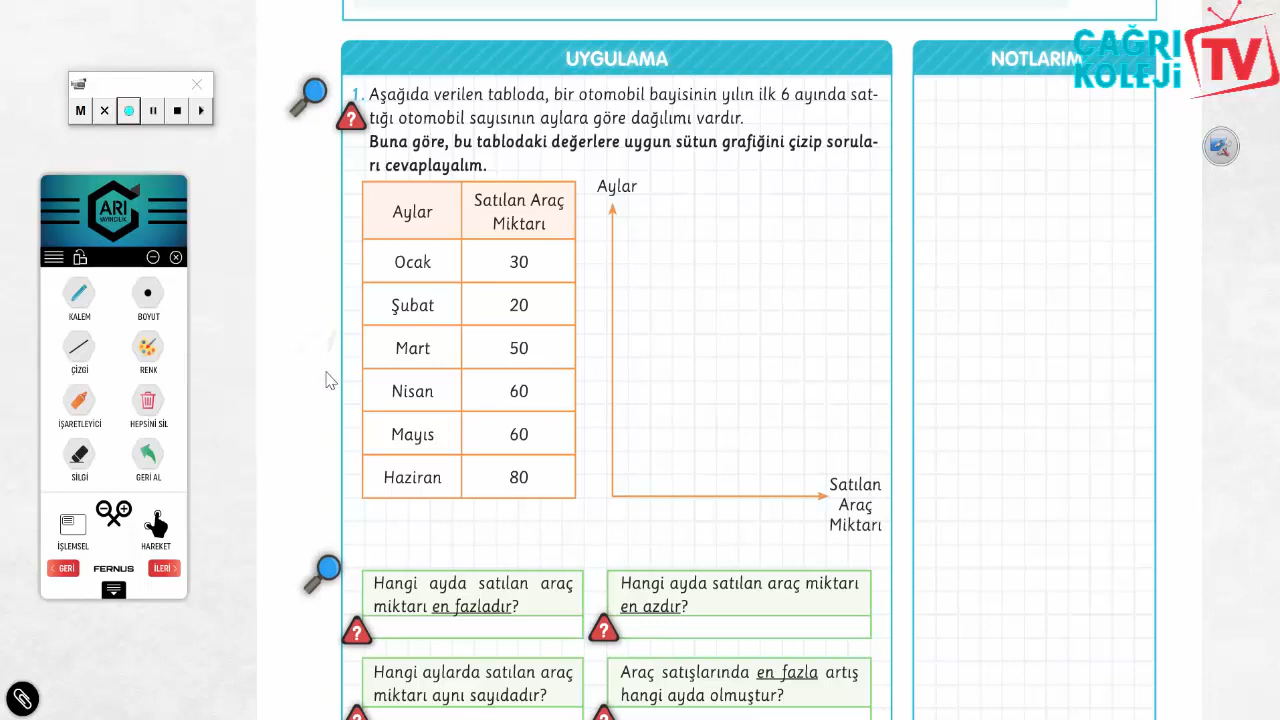 UYGULAMA
NOTLARIM
ÇAĞRI
KOLEJİ
TV
1. Aşağıda verilen tabloda, bir otomobil bayisinin yılın ilk 6 ayında sat-
tığı otomobil sayısının aylara göre dağılımı vardır.
Buna göre, bu tablodaki değerlere uygun sütun grafiğini çizip sorula-
rı cevaplayalım.
Aylar
Satılan Araç
Miktarı
Ocak 30
Şubat 20
Mart 50
Nisan 60
Mayıs 60
Haziran 80
Aylar
Satılan
Araç
Miktarı
Hangi ayda satılan araç
miktarı en fazladır?
?
Hangi ayda satılan araç miktarı
en azdır?
?
Hangi aylarda satılan araç
miktarı aynı sayıdadır?
Araç satışlarında en fazla artış
hangi ayda olmuştur?
?
M
ARI
YAYINCILIK
KALEM
BOYUT
ÇİZGİ
RENK
İŞARETLEYİCİ
HEPSİNİ SİL
SİLGİ
GERİ AL
İŞLEMSEL
HAREKET
GERİ
FERNUS
İLERİ